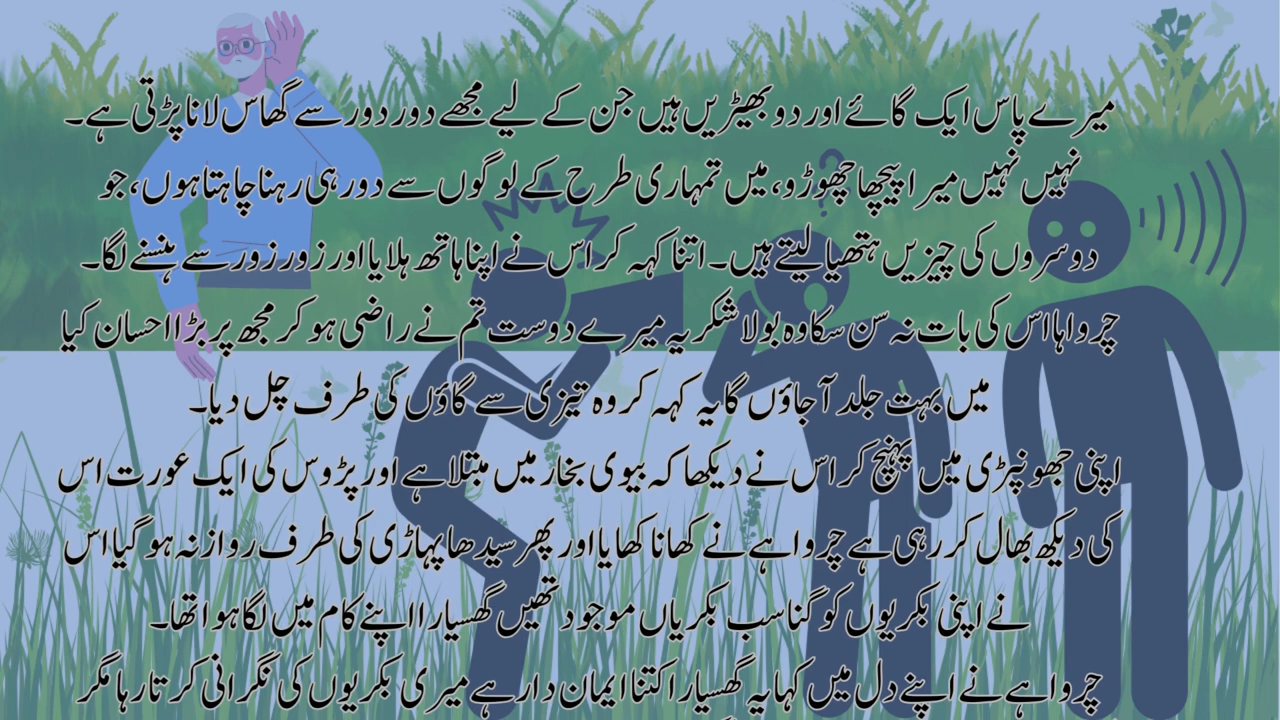 میرے پاس ایک گائے اور دو بھیڑیں ہیں جن کے لیے مجھے دور دور سے گھاس لانا پڑتی ہے۔
نہیں نہیں میرا پیچھا چھوڑو، میں تمہاری طرح کے لوگوں سے دور ہی رہنا چاہتا ہوں، جو
دوسروں کی چیزیں ہتھیا لیتے ہیں۔ اتنا کہہ کر اس نے اپنا ہاتھ ہلایا اور زور زور سے ہنسنے لگا۔
چرواہا اس کی بات نہ سن سکا وہ بولا شکریہ میرے دوست تم نے راضی ہو کر مجھ پر بڑا احسان کیا
میں بہت جلد آجاؤں گا یہ کہہ کر وہ تیزی سے گاؤں کی طرف چل دیا۔
اپنی جھونپڑی میں پہنچ کر اس نے دیکھا کہ بیوی بخار میں مبتلا ہے اور پڑوس کی ایک عورت اس
کی دیکھ بھال کر رہی ہے چرواہے نے کھانا کھایا اور پھر سیدھا پہاڑی کی طرف روازنہ ہو گیا اس
نے اپنی بکریوں کو گنا سب بکریاں موجود تھیں گھسیارا اپنے کام میں لگا ہوا تھا۔
چرواہے نے اپنے دل میں کہا یہ گھسیارا کتنا ایمان دار ہے میری بکریوں کی نگرانی کرتا رہا مگر